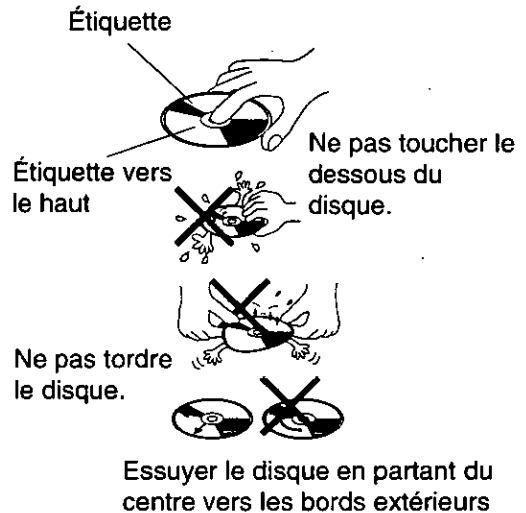 Étiquette
Étiquette vers
le haut
Ne pas toucher le
dessous du
disque.
Ne pas tordre
le disque.
Essuyer le disque en partant du
centre vers les bords extérieurs